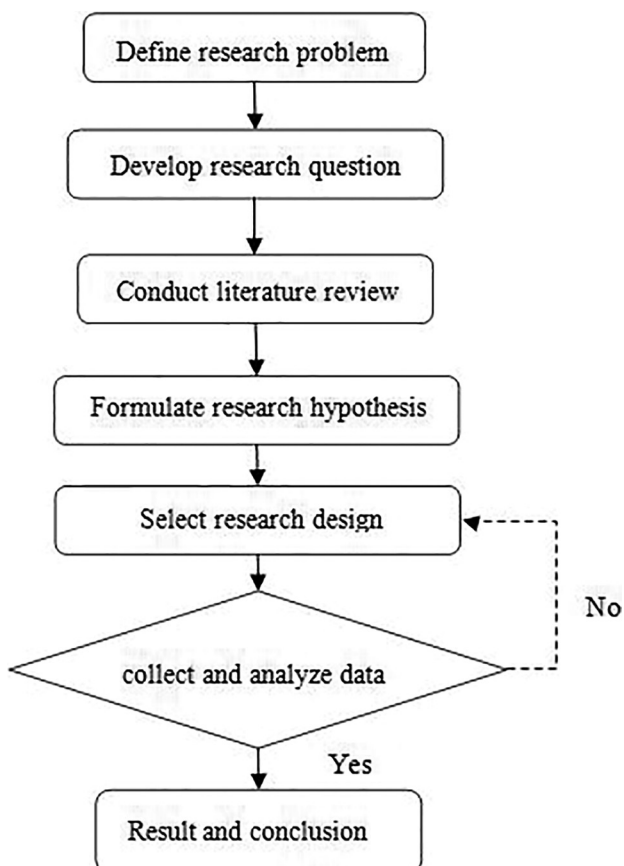 Define research problem
Develop research question
Conduct literature review
Formulate research hypothesis
Select research design
No
collect and analyze data
Yes
Result and conclusion